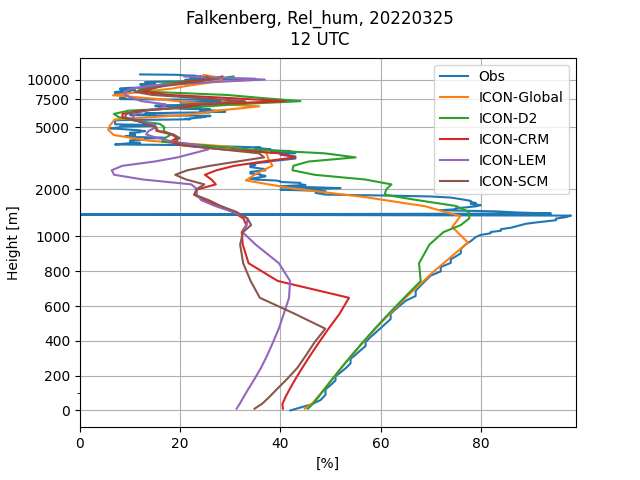 Falkenberg, Rel_hum, 20220325
12 UTC
Obs
ICON-Global
ICON-D2
ICON-CRM
ICON-LEM
ICON-SCM
10000
7500
5000
2000
1000
800
600
400
200
0
Height [m]
0 20 40 60 80
[%]